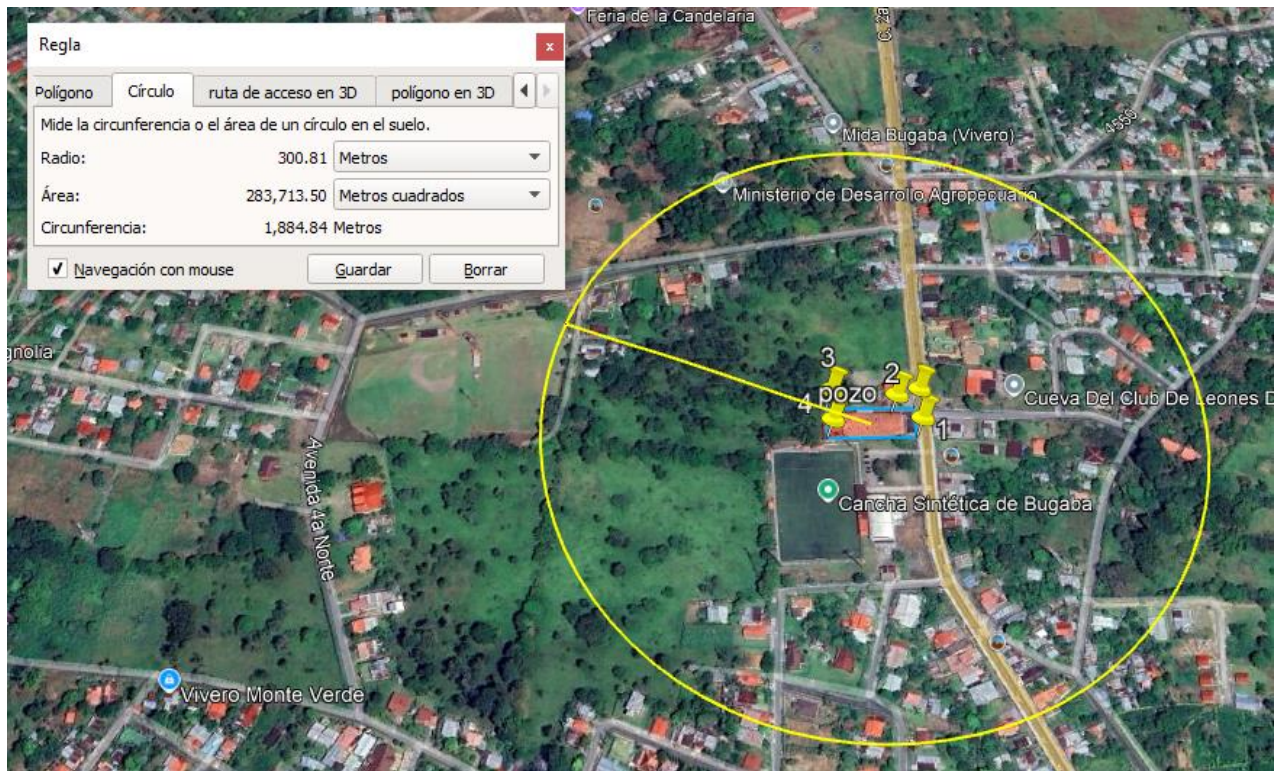 Feria de la Candelaria
C. 2a
Regla
x
Polígono Círculo ruta de acceso en 3D polígono en 3D
Mide la circunferencia o el área de un círculo en el suelo.
Radio: 300.81 Metros
Área: 283,713.50 Metros cuadrados
Circunferencia: 1,884.84 Metros
Navegación con mouse Guardar Borrar
Mida Bugaba (Vivero)
4550
Ministerio de Desarrollo Agropecuario
gnolia
3
2
4 pozo
1
Cueva Del Club De Leones D
Avenida 4a Norte
Cancha Sintética de Bugaba
Vivero Monte Verde